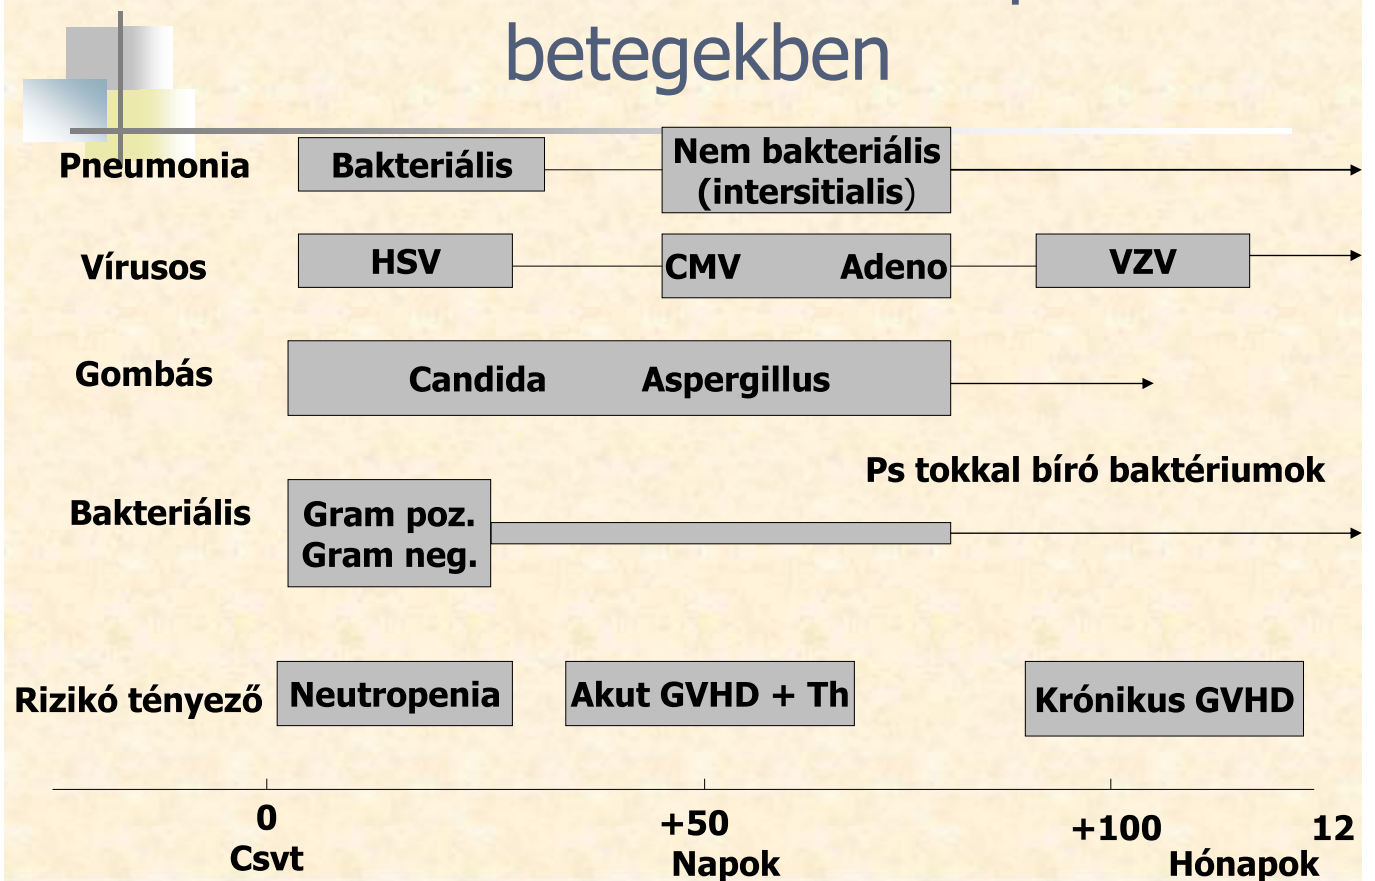 betegekben
Pneumonia
Bakteriális
Nem bakteriális
(intersitialis)
Vírusos
HSV
CMV Adeno
VZV
Gombás
Candida Aspergillus
Ps tokkal bíró baktériumok
Bakteriális
Gram poz.
Gram neg.
Rizikó tényező
Neutropenia
Akut GVHD + Th
Krónikus GVHD
0
+50
+100
12
Csvt
Napok
Hónapok